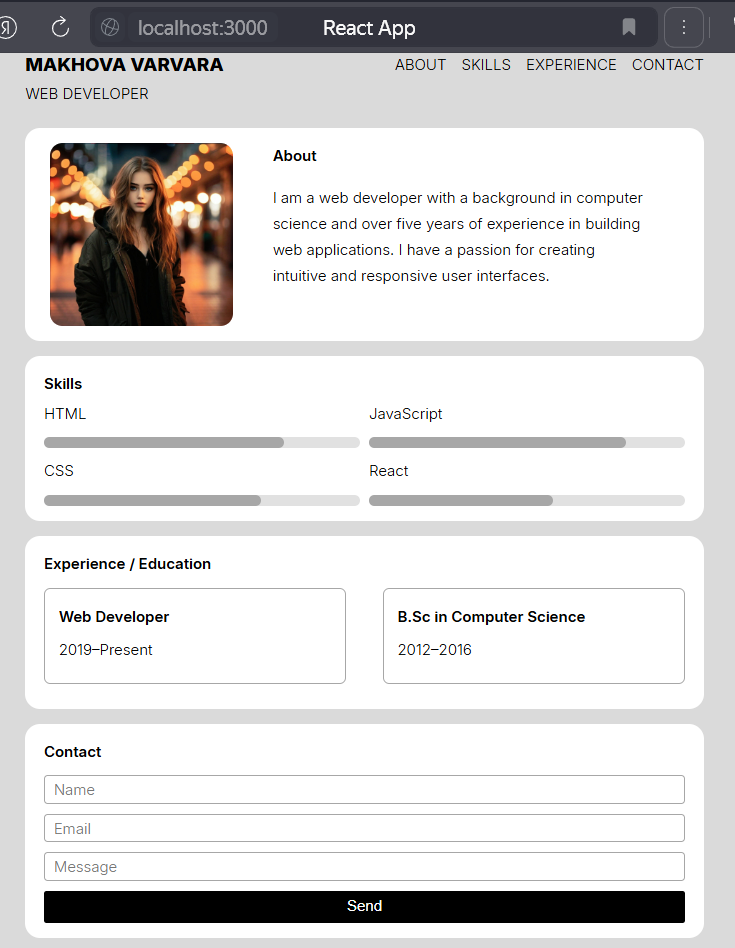 Я
localhost:3000 React App
MAKHOVA VARVARA
ABOUT SKILLS EXPERIENCE CONTACT
WEB DEVELOPER
About
I am a web developer with a background in computer
science and over five years of experience in building
web applications. I have a passion for creating
intuitive and responsive user interfaces.
Skills
HTML JavaScript
CSS React
Experience / Education
Web Developer B.Sc in Computer Science
2019–Present 2012–2016
Contact
Name
Email
Message
Send